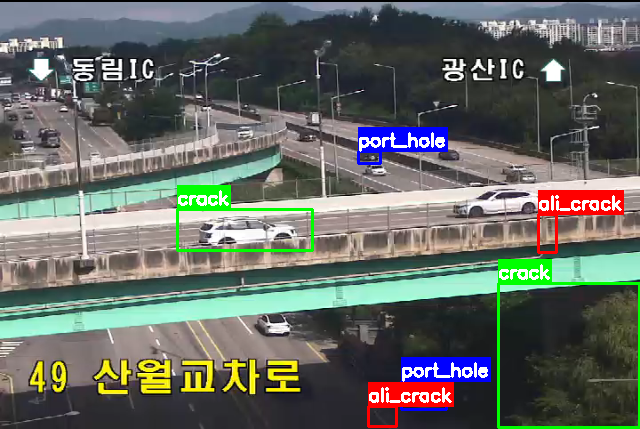 동림IC
광산IC
port_hole
crack
ali_crack
crack
port_hole
ali_crack
49 산월교차로